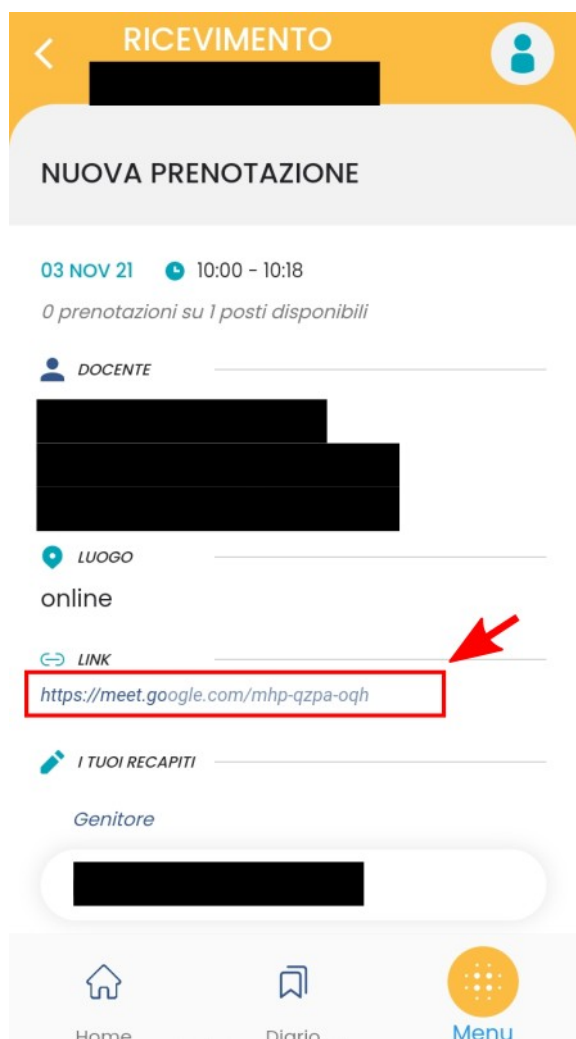 RICEVIMENTO
NUOVA PRENOTAZIONE
03 NOV 21 10:00 - 10:18
0 prenotazioni su 1 posti disponibili
DOCENTE
LUOGO
online
LINK
https://meet.google.com/mhp-qzpa-oqh
I TUOI RECAPITI
Genitore
Home Diario Menu